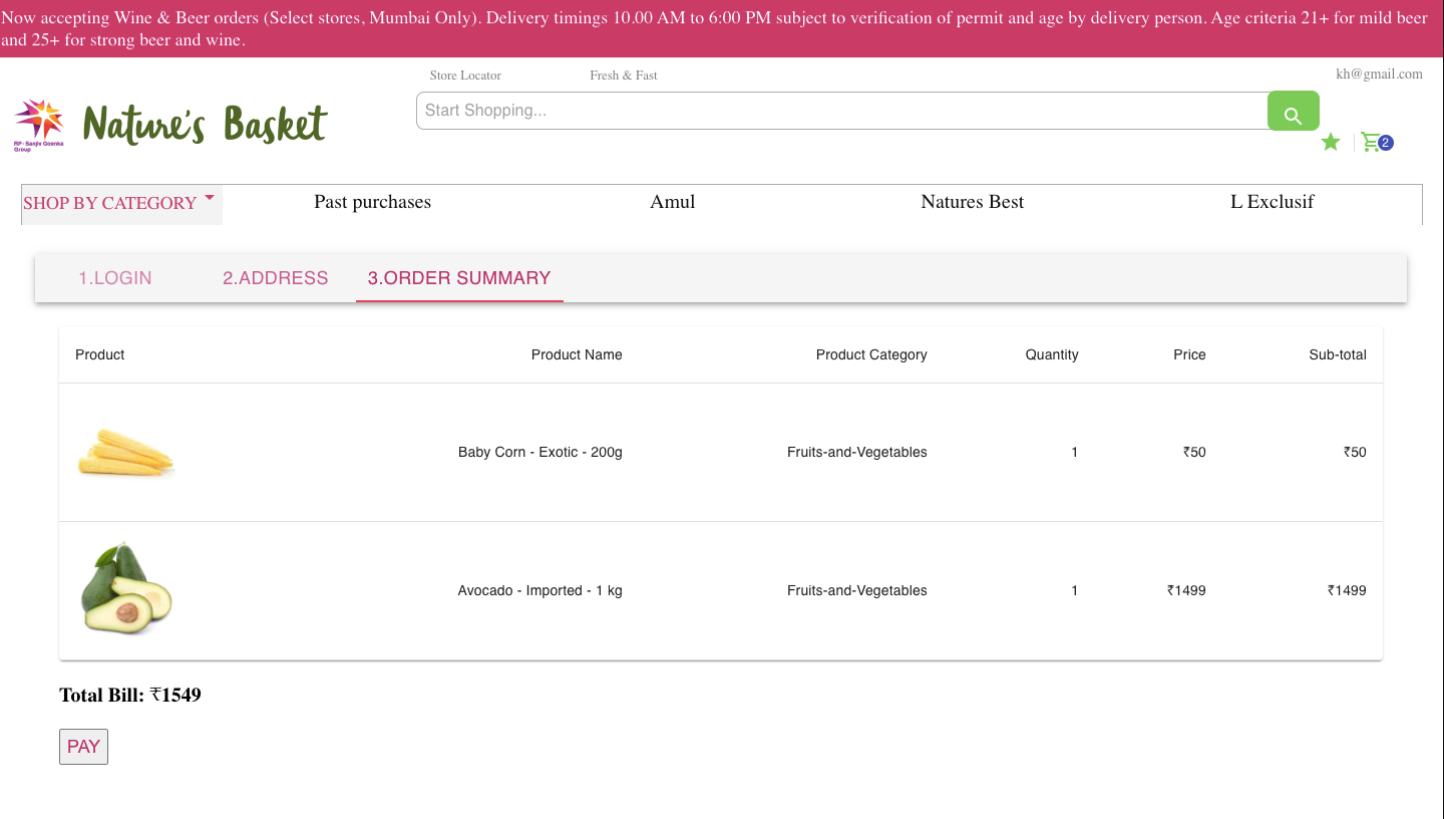 Now accepting Wine & Beer orders (Select stores, Mumbai Only). Delivery timings 10.00 AM to 6:00 PM subject to verification of permit and age by delivery person. Age criteria 21+ for mild beer
and 25+ for strong beer and wine.
Store Locator Fresh & Fast kh@gmail.com
Start Shopping...
Nature's Basket
RP - Sanjiv Goenka
Group
2
SHOP BY CATEGORY Past purchases Amul Natures Best L Exclusif
1.LOGIN 2.ADDRESS 3.ORDER SUMMARY
Product Product Name Product Category Quantity Price Sub-total
Baby Corn - Exotic - 200g Fruits-and-Vegetables 1 ₹50 ₹50
Avocado - Imported - 1 kg Fruits-and-Vegetables 1 ₹1499 ₹1499
Total Bill: ₹1549
PAY